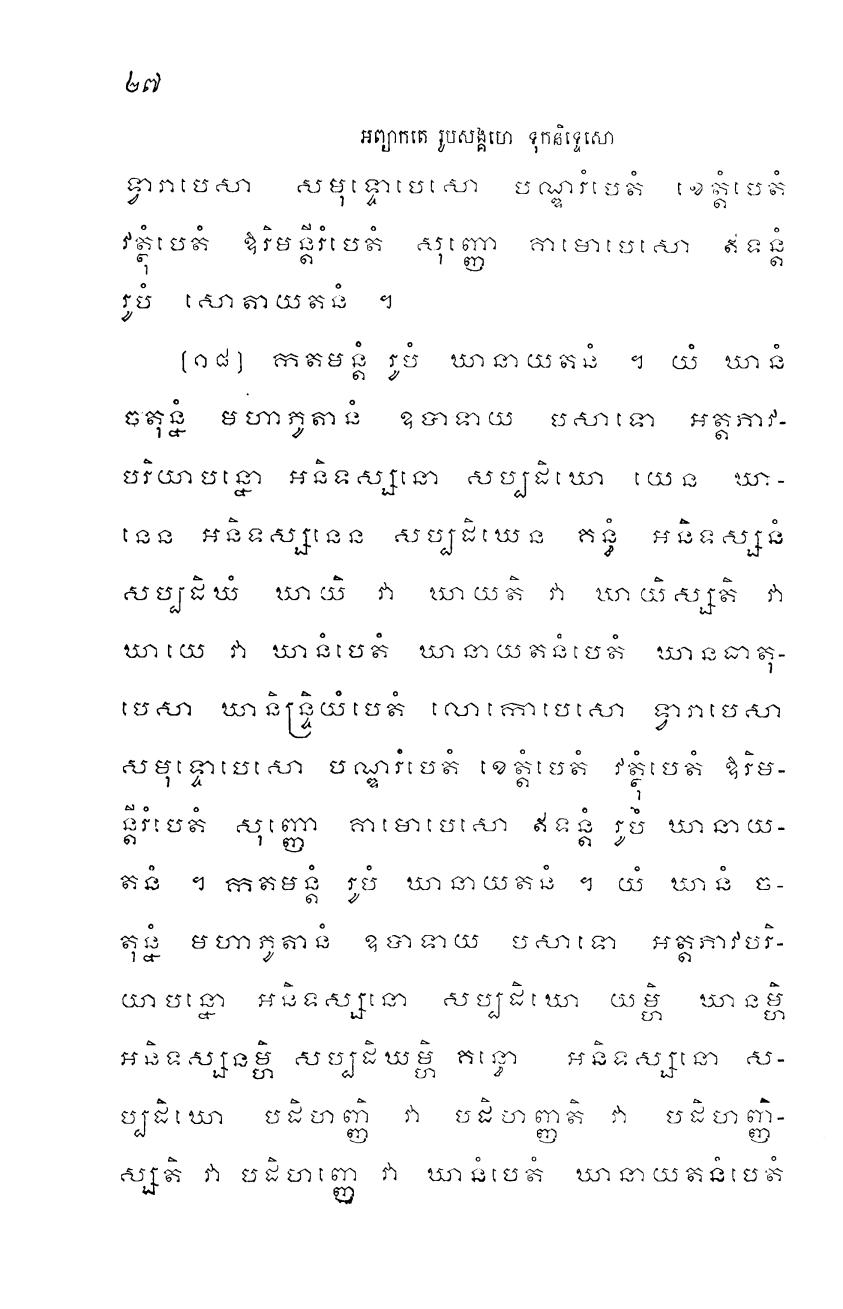 ២៧
អព្យាកតេ រូបសង្គហេ ទុកនិទ្ទេសោ
ទ្វារាបេសា សមុទ្ទោបេសោ បណ្ឌរំបេតំ ខេត្តំបេតំ
វត្ថុំបេតំ ឱរិមន្តីរំបេតំ សុញ្ញោ គាមោបេសោ ឥទន្តំ
រូបំ សោតាយតនំ ។
[១៨] កតមន្តំ រូបំ ឃានាយតនំ ។ យំ ឃានំ
ចតុន្នំ មហាភូតានំ ឧបាទាយ បសាទោ អត្តភាវ-
បរិយាបន្នោ អនិទស្សនោ សប្បដិឃោ យេន ឃា-
នេន អនិទស្សនេន សប្បដិឃេន គន្ធំ អនិទស្សនំ
សប្បដិឃំ ឃាយិ វា ឃាយតិ វា ឃាយិស្សតិ វា
ឃាយេ វា ឃានំបេតំ ឃានាយតនំបេតំ ឃានធាតុ-
បេសា ឃានិន្ទ្រិយំបេតំ លោកោបេសោ ទ្វារាបេសា
សមុទ្ទោបេសោ បណ្ឌរំបេតំ ខេត្តំបេតំ វត្ថុំបេតំ ឱរិម-
ន្តីរំបេតំ សុញ្ញោ គាមោបេសោ ឥទន្តំ រូបំ ឃានាយ-
តនំ ។ កតមន្តំ រូបំ ឃានាយតនំ ។ យំ ឃានំ ច-
តុន្នំ មហាភូតានំ ឧបាទាយ បសាទោ អត្តភាវបរិ-
យាបន្នោ អនិទស្សនោ សប្បដិឃោ យម្ហិ ឃានម្ហិ
អនិទស្សនម្ហិ សប្បដិឃម្ហិ គន្ធោ អនិទស្សនោ ស-
ប្បដិឃោ បដិហញ្ញិ វា បដិហញ្ញតិ វា បដិហញ្ញិ-
ស្សតិ វា បដិហញ្ញេ វា ឃានំបេតំ ឃានាយតនំបេតំ